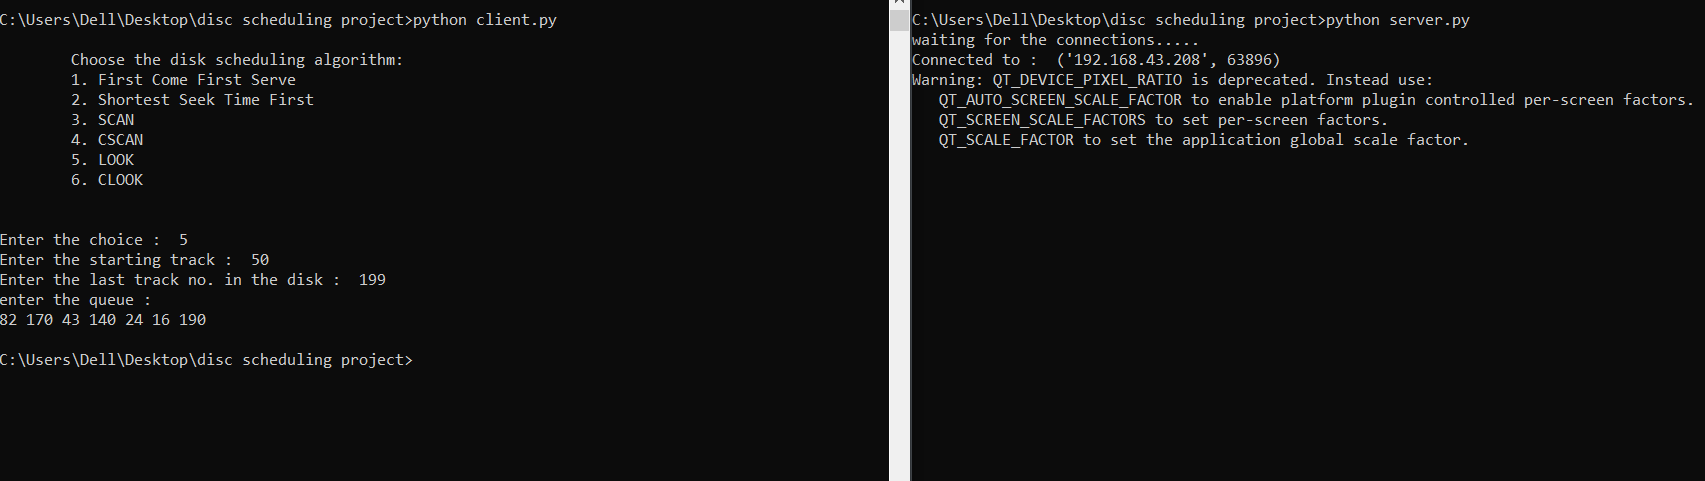 C:\Users\Dell\Desktop\disc scheduling project>python client.py
Choose the disk scheduling algorithm:
1. First Come First Serve
2. Shortest Seek Time First
3. SCAN
4. CSCAN
5. LOOK
6. CLOOK
Enter the choice :  5
Enter the starting track :  50
Enter the last track no. in the disk :  199
enter the queue :
82 170 43 140 24 16 190
C:\Users\Dell\Desktop\disc scheduling project>
C:\Users\Dell\Desktop\disc scheduling project>python server.py
waiting for the connections.....
Connected to :  ('192.168.43.208', 63896)
Warning: QT_DEVICE_PIXEL_RATIO is deprecated. Instead use:
QT_AUTO_SCREEN_SCALE_FACTOR to enable platform plugin controlled per-screen factors.
QT_SCREEN_SCALE_FACTORS to set per-screen factors.
QT_SCALE_FACTOR to set the application global scale factor.